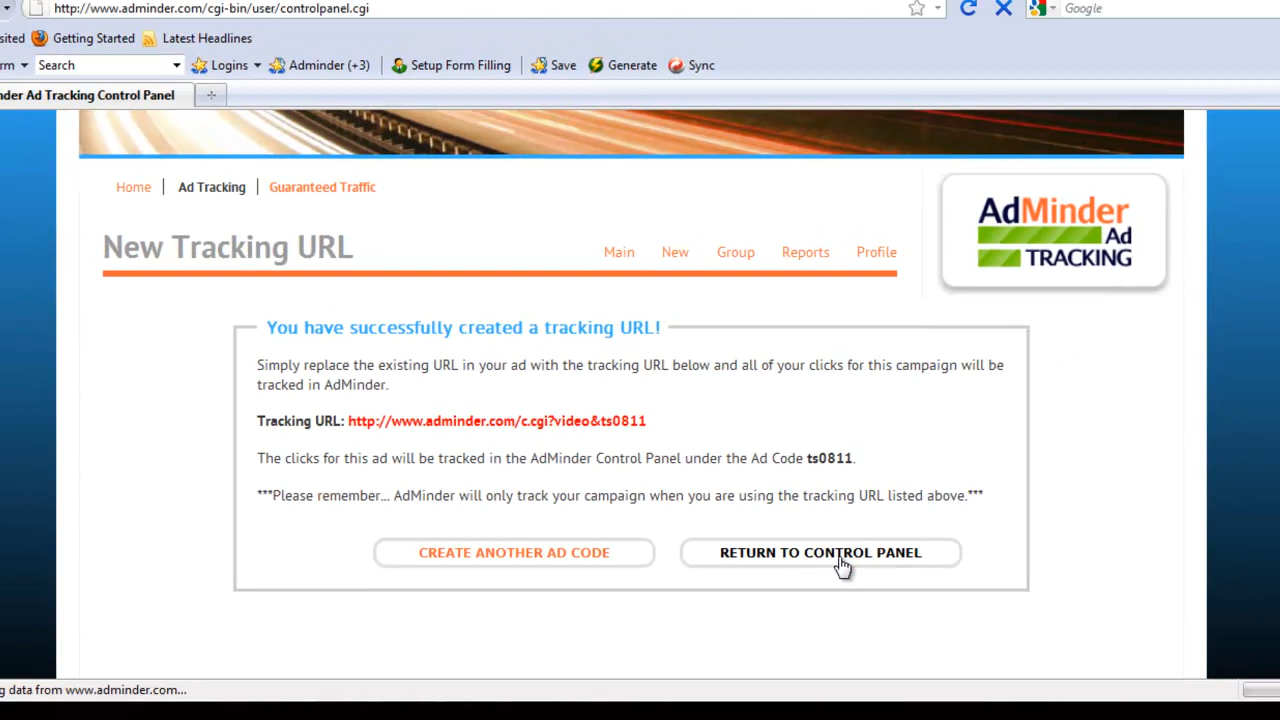 http://www.adminder.com/cgi-bin/user/controlpanel.cgi
Google
sited Getting Started Latest Headlines
rm Search Logins Adminder (+3) Setup Form Filling Save Generate Sync
nder Ad Tracking Control Panel
Home | Ad Tracking | Guaranteed Traffic
AdMinder
Ad
TRACKING
New Tracking URL
Main New Group Reports Profile
You have successfully created a tracking URL!
Simply replace the existing URL in your ad with the tracking URL below and all of your clicks for this campaign will be
tracked in AdMinder.
Tracking URL: http://www.adminder.com/c.cgi?video&ts0811
The clicks for this ad will be tracked in the AdMinder Control Panel under the Ad Code ts0811.
***Please remember... AdMinder will only track your campaign when you are using the tracking URL listed above.***
CREATE ANOTHER AD CODE RETURN TO CONTROL PANEL
g data from www.adminder.com...